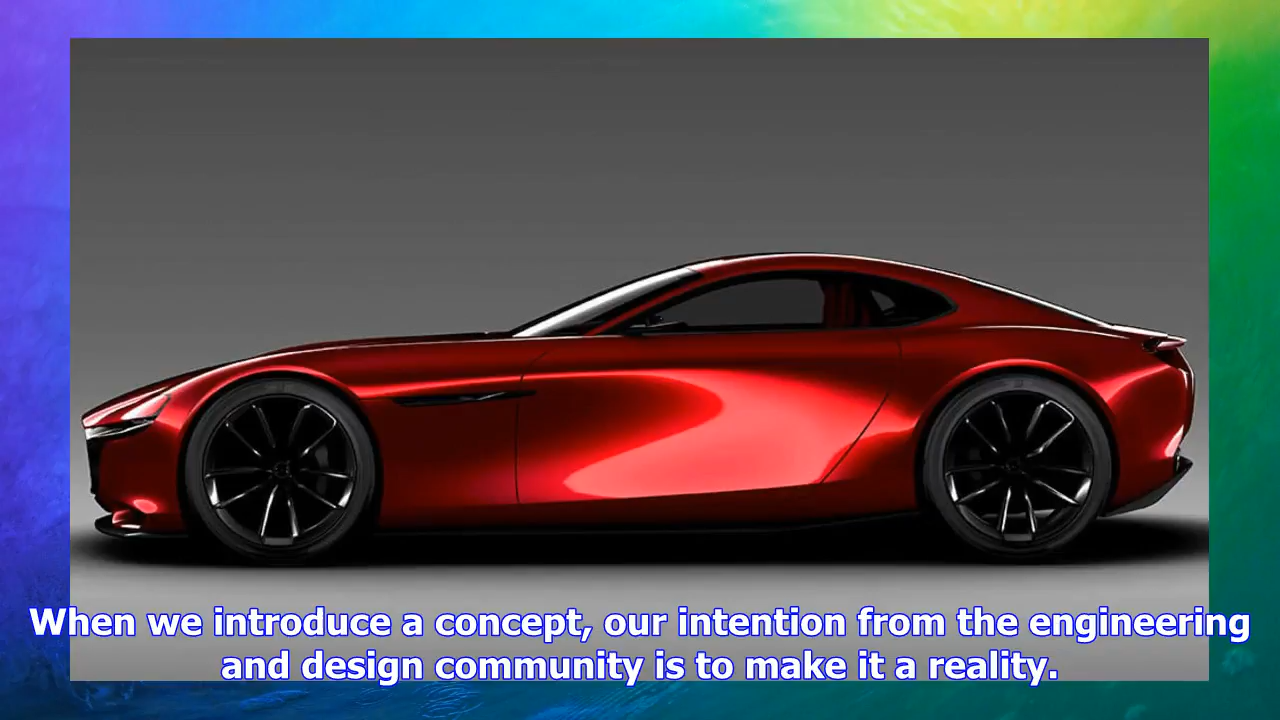 When we introduce a concept, our intention from the engineering
and design community is to make it a reality.